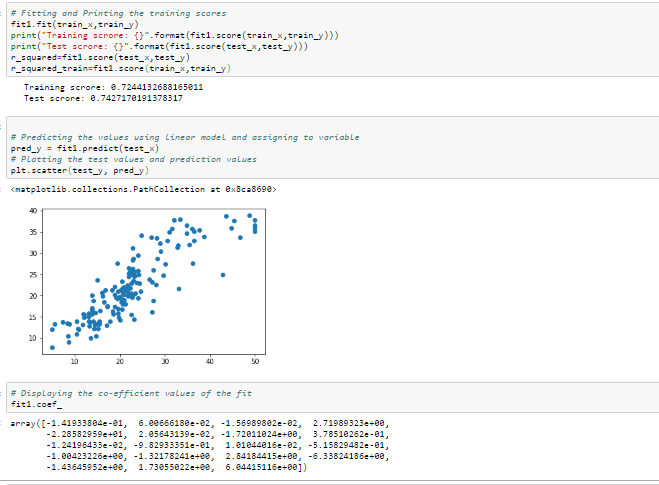 # Fitting and Printing the training scores
fit1.fit(train_x,train_y)
print("Training scrore: {}".format(fit1.score(train_x,train_y)))
print("Test scrore: {}".format(fit1.score(test_x,test_y)))
r_squared=fit1.score(test_x,test_y)
r_squared_train=fit1.score(train_x,train_y)
Training scrore: 0.7244132688165011
Test scrore: 0.7427170191378317
# Predicting the values using linear model and assigning to variable
pred_y = fit1.predict(test_x)
# Plotting the test values and prediction values
plt.scatter(test_y, pred_y)
<matplotlib.collections.PathCollection at 0x8ca8690>
40
35
30
25
20
15
10
10 20 30 40 50
# Displaying the co-efficient values of the fit
fit1.coef_
array([-1.41933804e-01, 6.00666180e-02, -1.56989802e-02, 2.71989323e+00,
-2.28582959e+01, 2.05643139e-02, -1.72011024e+00, 3.78510262e-01,
-1.24196433e-02, -9.82933351e-01, 1.01044016e-02, -5.15829482e-01,
-1.00423226e+00, -1.32178241e+00, 2.84184415e+00, -6.33824186e+00,
-1.43645952e+00, 1.73055022e+00, 6.04415116e+00])